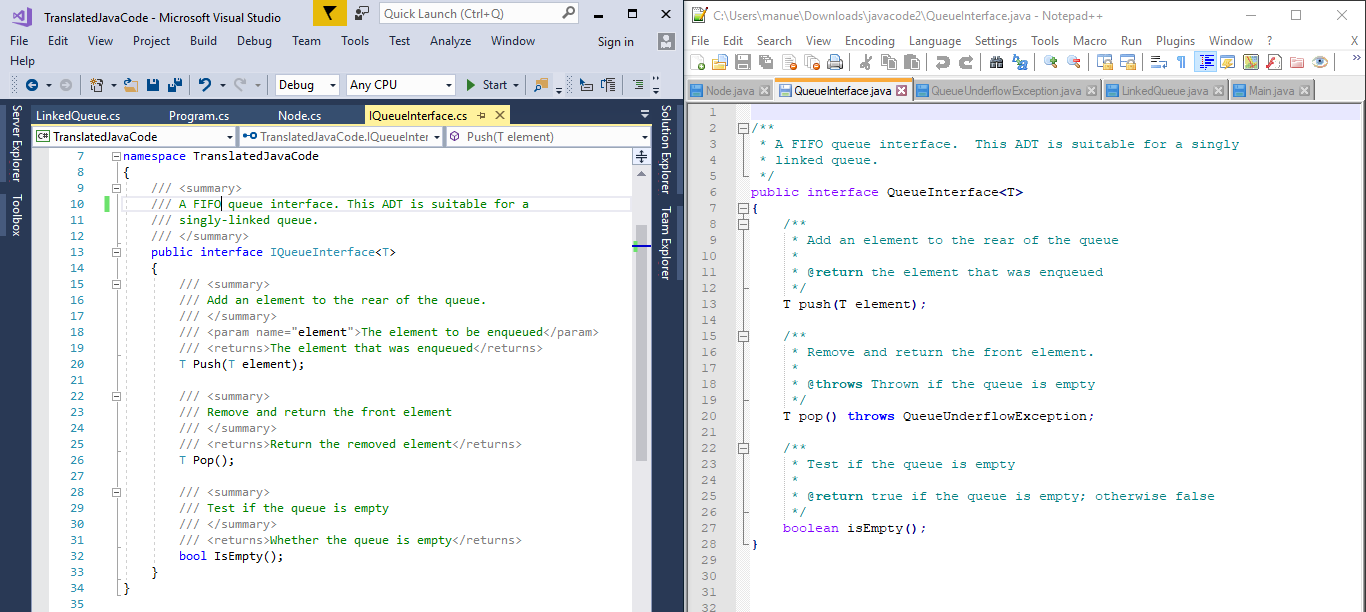 TranslatedJavaCode - Microsoft Visual Studio
Quick Launch (Ctrl+Q)
File Edit View Project Build Debug Team Tools Test Analyze Window Sign in
Help
Debug Any CPU Start
LinkedQueue.cs Program.cs Node.cs IQueueInterface.cs
C# TranslatedJavaCode TranslatedJavaCode.IQueueInter Push(T element)
Server Explorer
Toolbox
7 namespace TranslatedJavaCode
8 {
9 /// <summary>
10 /// A FIFO queue interface. This ADT is suitable for a
11 /// singly-linked queue.
12 /// </summary>
13 public interface IQueueInterface<T>
14 {
15 /// <summary>
16 /// Add an element to the rear of the queue.
17 /// </summary>
18 /// <param name="element">The element to be enqueued</param>
19 /// <returns>The element that was enqueued</returns>
20 T Push(T element);
21
22 /// <summary>
23 /// Remove and return the front element
24 /// </summary>
25 /// <returns>Return the removed element</returns>
26 T Pop();
27
28 /// <summary>
29 /// Test if the queue is empty
30 /// </summary>
31 /// <returns>Whether the queue is empty</returns>
32 bool IsEmpty();
33 }
34 }
35
Solution Explorer
Team Explorer
C:\Users\manue\Downloads\javacode2\QueueInterface.java - Notepad++
File Edit Search View Encoding Language Settings Tools Macro Run Plugins Window ? X
Node.java QueueInterface.java QueueUnderflowException.java LinkedQueue.java Main.java
1
2 /**
3 * A FIFO queue interface.  This ADT is suitable for a singly
4 * linked queue.
5 */
6 public interface QueueInterface<T>
7 {
8 /**
9 * Add an element to the rear of the queue
10 *
11 * @return the element that was enqueued
12 */
13 T push(T element);
14
15 /**
16 * Remove and return the front element.
17 *
18 * @throws Thrown if the queue is empty
19 */
20 T pop() throws QueueUnderflowException;
21
22 /**
23 * Test if the queue is empty
24 *
25 * @return true if the queue is empty; otherwise false
26 */
27 boolean isEmpty();
28 }
29
30
31
32